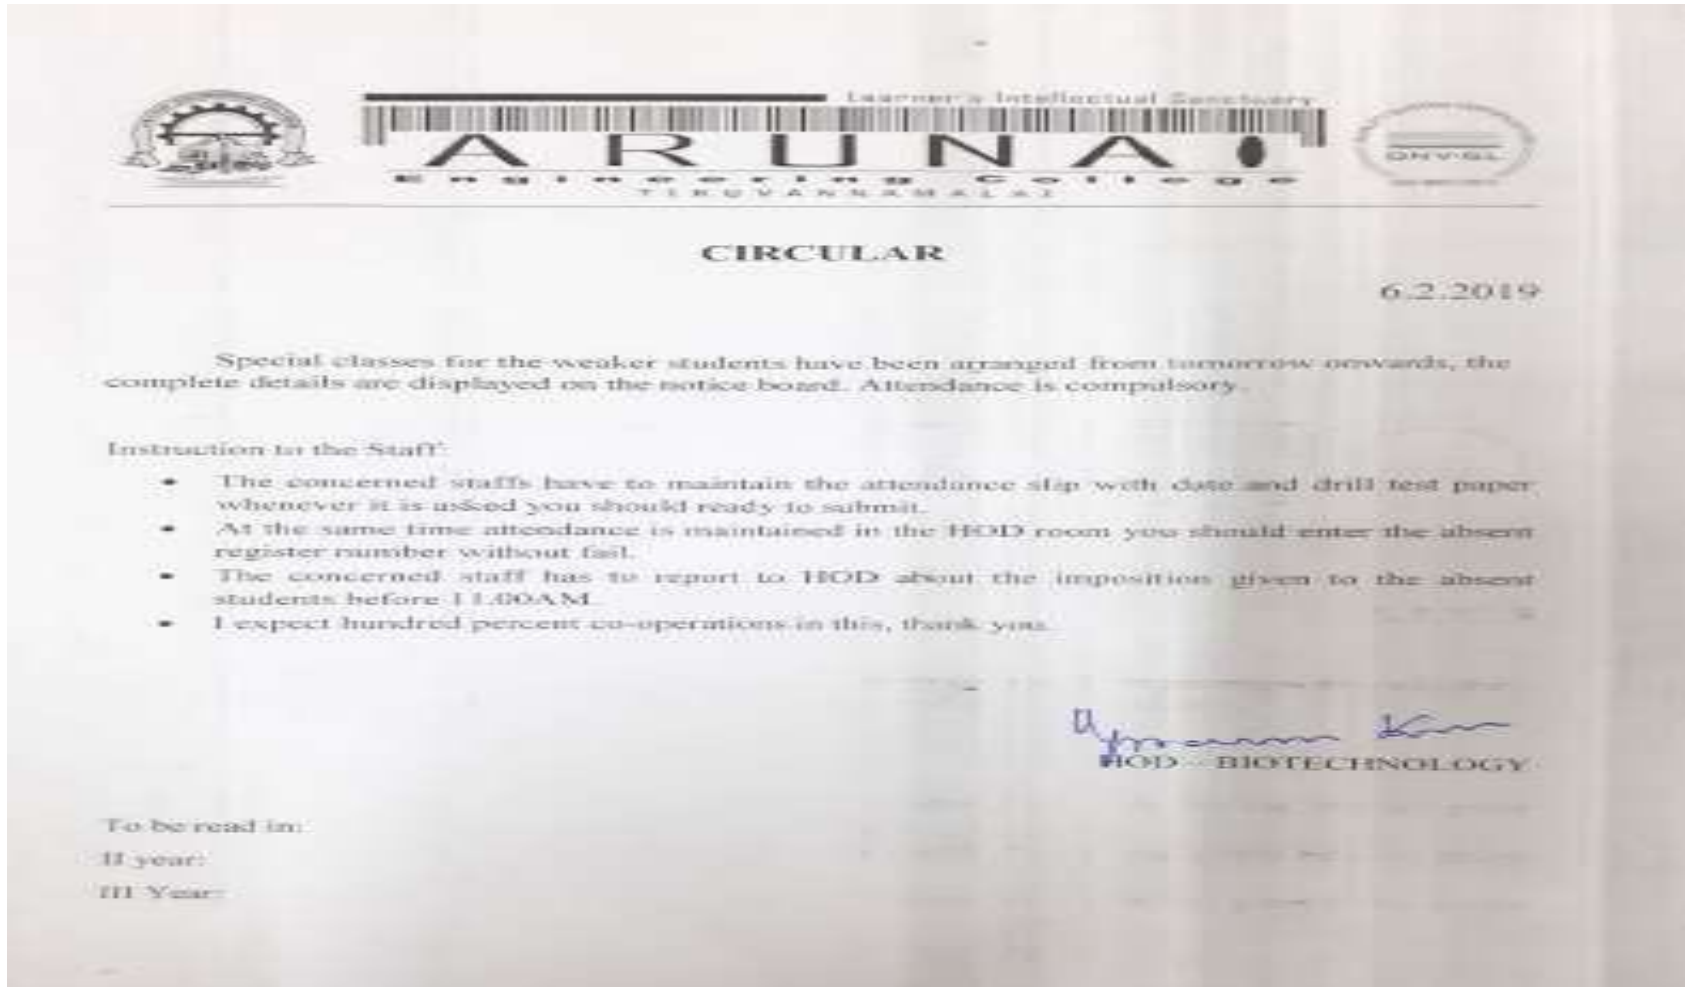 Learner's Intellectual Sanctuary
ARUNAI
Engineering College
TIRUVANNAMALAI
DNV·GL
CIRCULAR
6.2.2019
Special classes for the weaker students have been arranged from tomorrow onwards, the
complete details are displayed on the notice board. Attendance is compulsory.
Instruction to the Staff:
• The concerned staffs have to maintain the attendance slip with date and drill test paper
whenever it is asked you should ready to submit.
• At the same time attendance is maintained in the HOD room you should enter the absent
register number without fail.
• The concerned staff has to report to HOD about the imposition given to the absent
students before 11.00AM.
• I expect hundred percent co-operations in this, thank you.
HOD - BIOTECHNOLOGY
To be read in:
II year:
III Year: